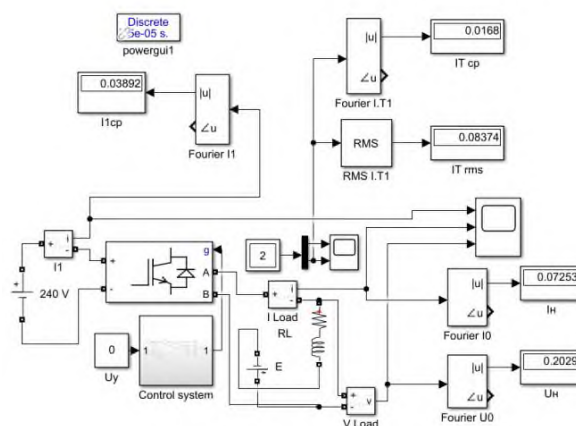 Discrete
5e-05 s.
powergui1
0.03892
I1cp
|u|
∠u
Fourier I1
|u|
∠u
Fourier I.T1
0.0168
IT cp
RMS
RMS I.T1
0.08374
IT rms
i
+
-
I1
+
240 V
+
-
g
A
B
2
i
+
-
I Load
RL
E
0
Uy
1
1
Control system
+
-
v
V Load
|u|
∠u
Fourier I0
0.07253
Iн
|u|
∠u
Fourier U0
0.2029
Uн